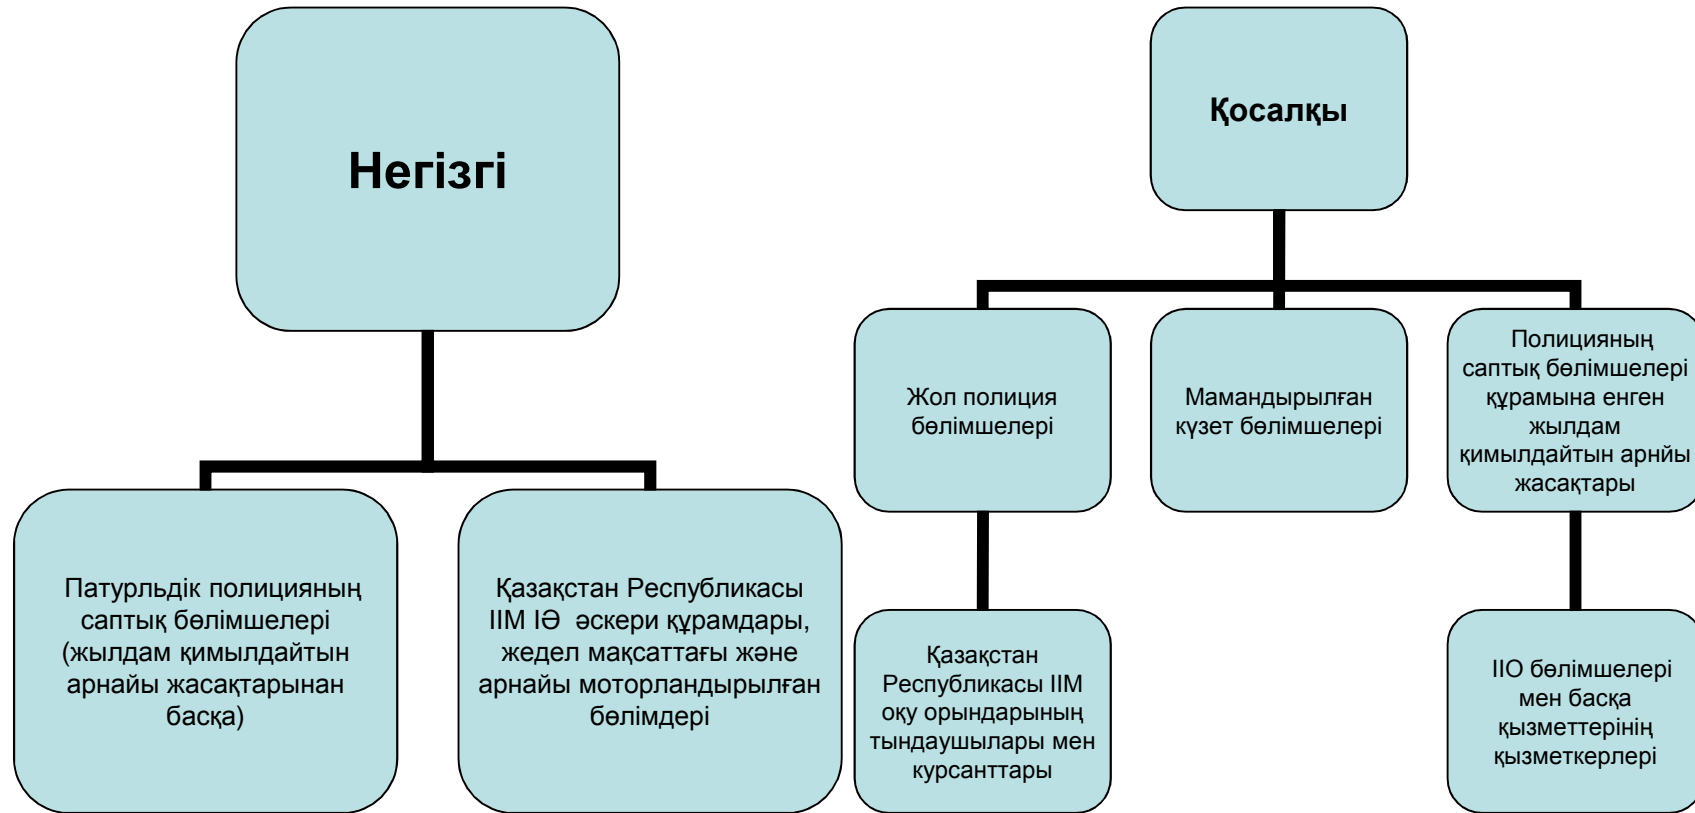 Негізгі
Патурльдік полицияның
саптық бөлімшелері
(жылдам қимылдайтын
арнайы жасақтарынан
басқа)
Қазақстан Республикасы
ІІМ ІӘ әскери құрамдары,
жедел мақсаттағы және
арнайы моторландырылған
бөлімдері
Қосалқы
Жол полиция
бөлімшелері
Мамандырылған
күзет бөлімшелері
Полицияның
саптық бөлімшелері
құрамына енген
жылдам
қимылдайтын арнйы
жасақтары
Қазақстан
Республикасы ІІМ
оқу орындарының
тындаушылары мен
курсанттары
ІІО бөлімшелері
мен басқа
қызметтерінің
қызметкерлері